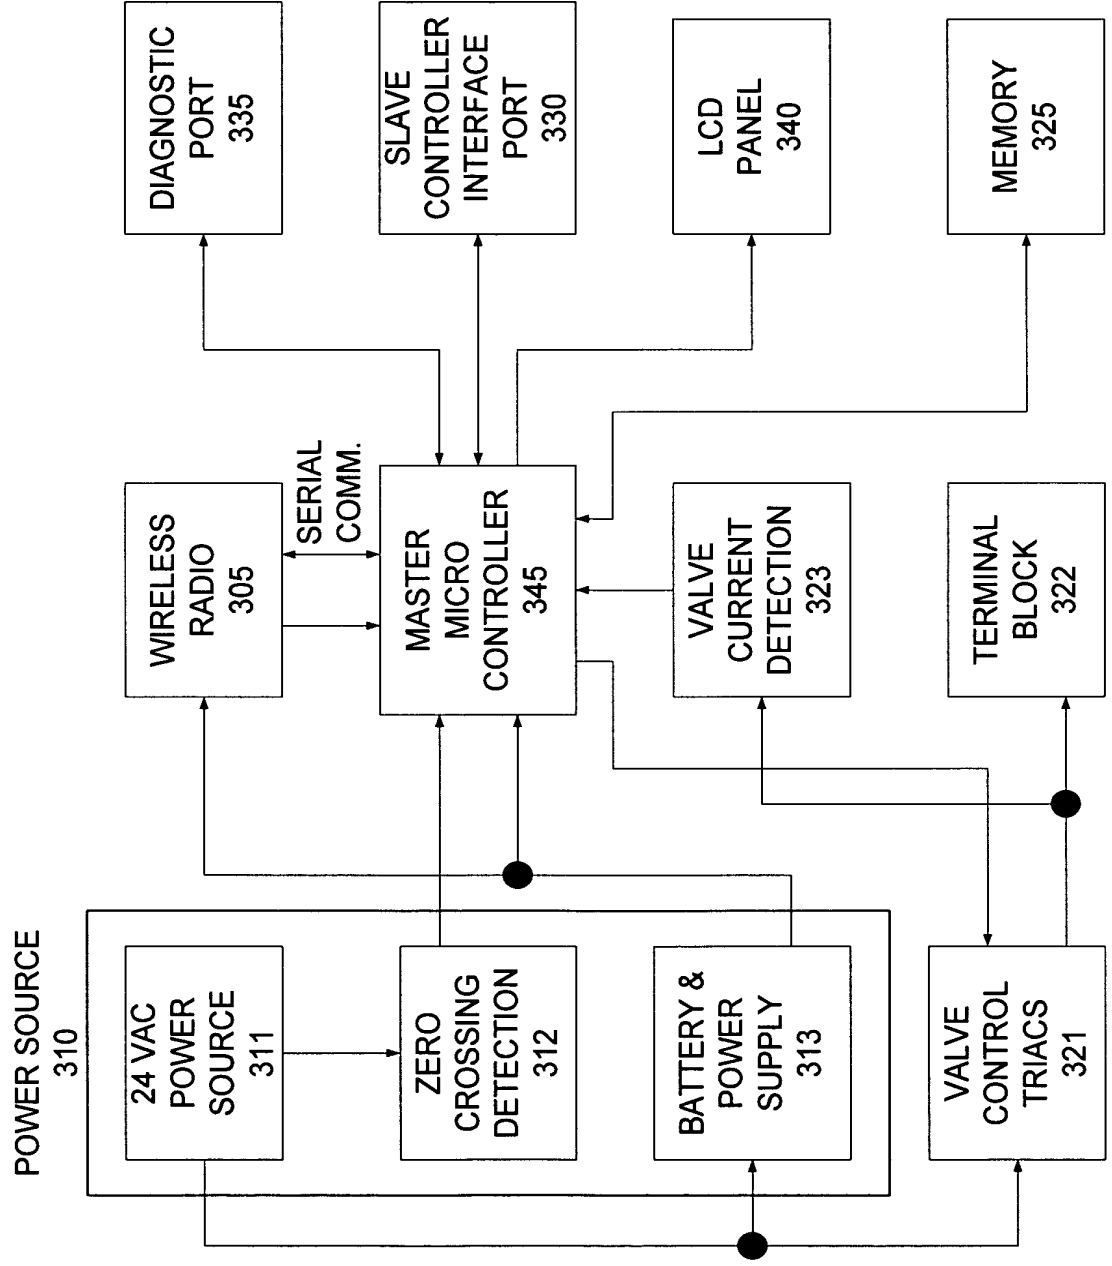 POWER SOURCE
310
24 VAC
POWER
SOURCE
311
ZERO
CROSSING
DETECTION
312
BATTERY &
POWER
SUPPLY
313
VALVE
CONTROL
TRIACS
321
WIRELESS
RADIO
305
SERIAL
COMM.
MASTER
MICRO
CONTROLLER
345
VALVE
CURRENT
DETECTION
323
TERMINAL
BLOCK
322
DIAGNOSTIC
PORT
335
SLAVE
CONTROLLER
INTERFACE
PORT
330
LCD
PANEL
340
MEMORY
325